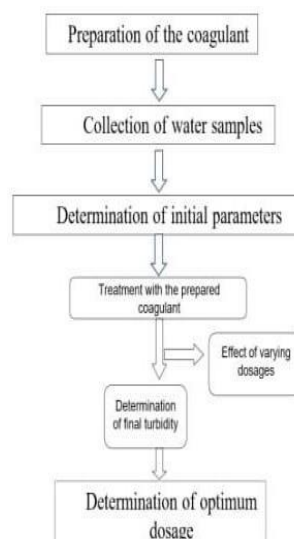 Preparation of the coagulant
Collection of water samples
Determination of initial parameters
Treatment with the prepared
coagulant
Effect of varying
dosages
Determination
of final turbidity
Determination of optimum
dosage